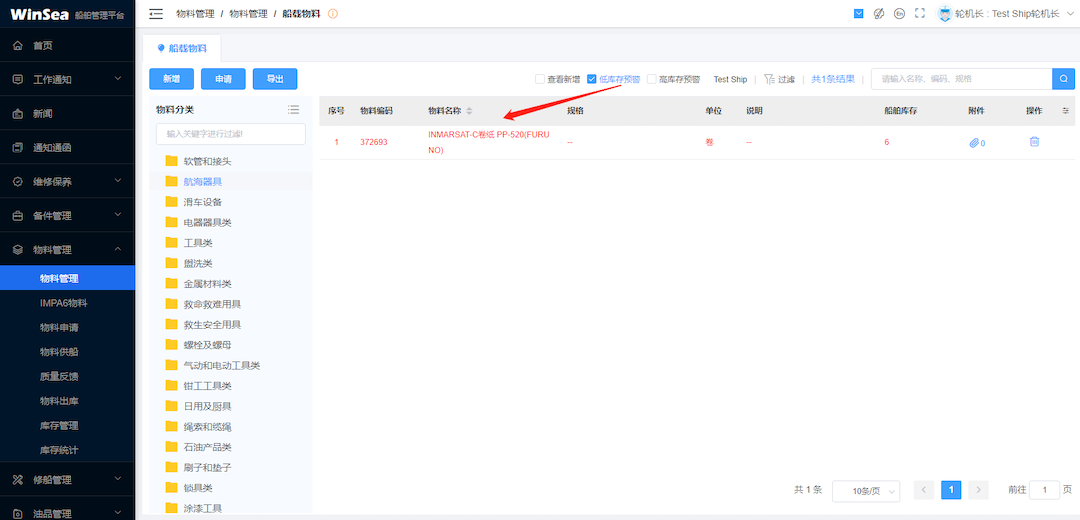 WinSea 船舶管理平台
首页
工作通知
新闻
通知通函
维修保养
备件管理
物料管理
物料管理
IMPA6物料
物料申请
物料供船
质量反馈
物料出库
库存管理
库存统计
修船管理
油品管理
物料管理 / 物料管理 / 船载物料
En
轮机长 : Test Ship轮机长
船载物料
新增 申请 导出
查看新增 低库存预警 高库存预警 Test Ship 过滤 共1条结果 请输入名称、编码、规格
物料分类
输入关键字进行过滤!
软管和接头
航海器具
滑车设备
电器器具类
工具类
盥洗类
金属材料类
救命救难用具
救生安全用具
螺栓及螺母
气动和电动工具类
钳工工具类
日用及厨具
绳索和缆绳
石油产品类
刷子和垫子
锁具类
涂漆工具
序号 物料编码 物料名称 规格 单位 说明 船舶库存 附件 操作
1 372693 INMARSAT-C卷纸 PP-520(FURU
NO) -- 卷 -- 6 0
共 1 条 10条/页 1 前往 1 页